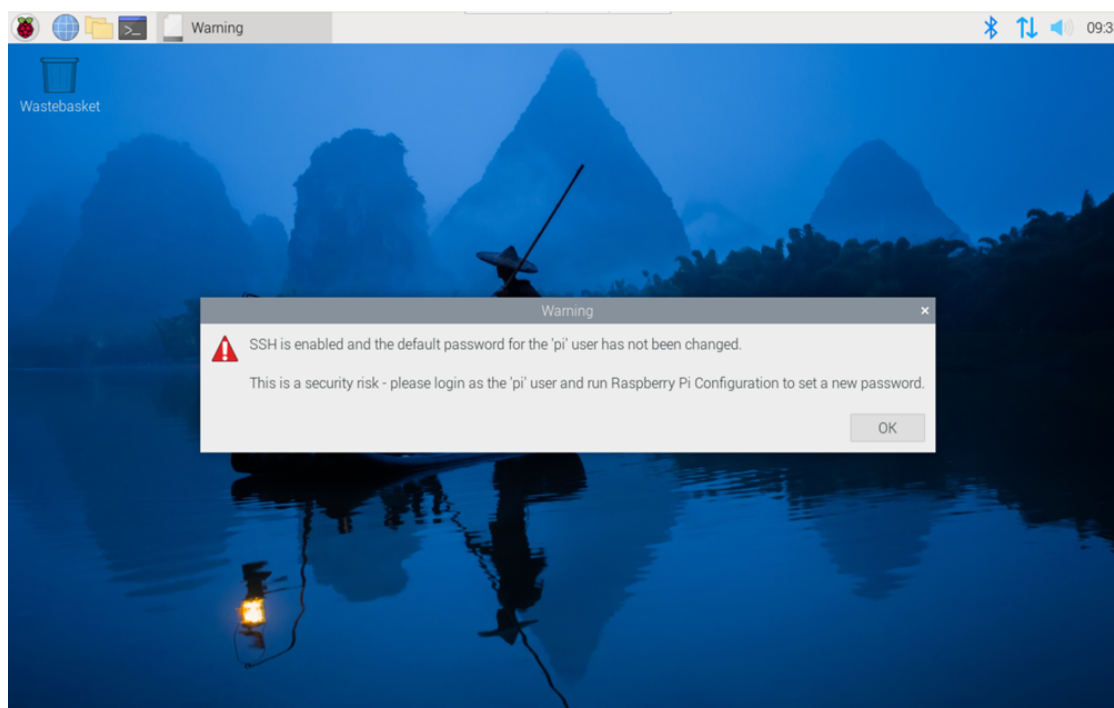 Warning
09:3
Wastebasket
Warning
SSH is enabled and the default password for the 'pi' user has not been changed.
This is a security risk - please login as the 'pi' user and run Raspberry Pi Configuration to set a new password.
OK